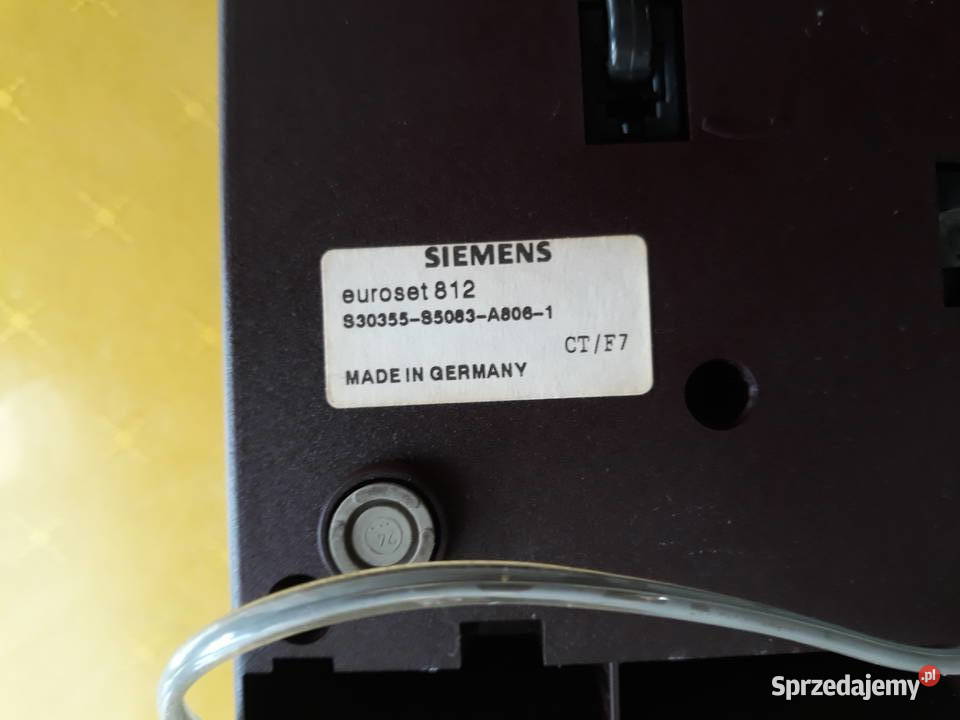 SIEMENS
euroset 812
S30355-S5083-A806-1
CT/F7
MADE IN GERMANY
Sprzedajemy.pl